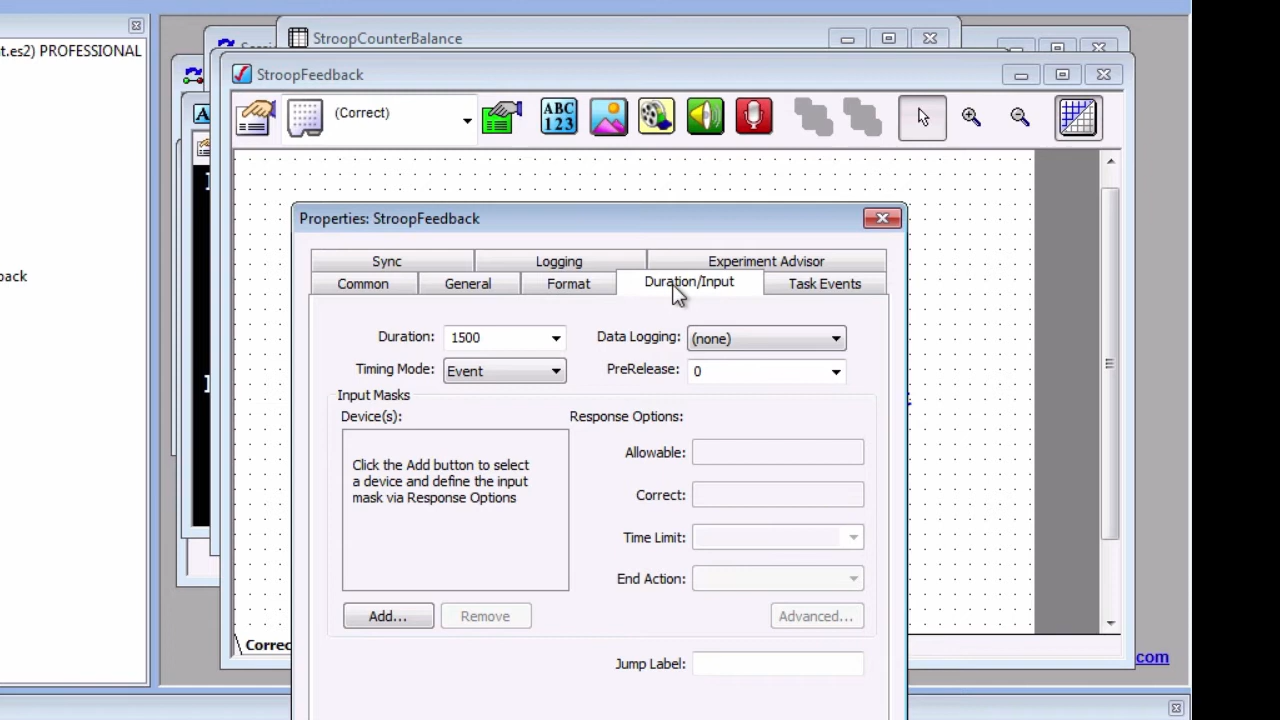 t.es2) PROFESSIONAL
StroopCounterBalance
StroopFeedback
(Correct)
ABC
123
back
Properties: StroopFeedback
Sync
Logging
Experiment Advisor
Common
General
Format
Duration/Input
Task Events
Duration:
1500
Data Logging:
(none)
Timing Mode:
Event
PreRelease:
0
Input Masks
Device(s):
Response Options:
Click the Add button to select
a device and define the input
mask via Response Options
Allowable:
Correct:
Time Limit:
End Action:
Add...
Remove
Advanced...
Correc
com
Jump Label: